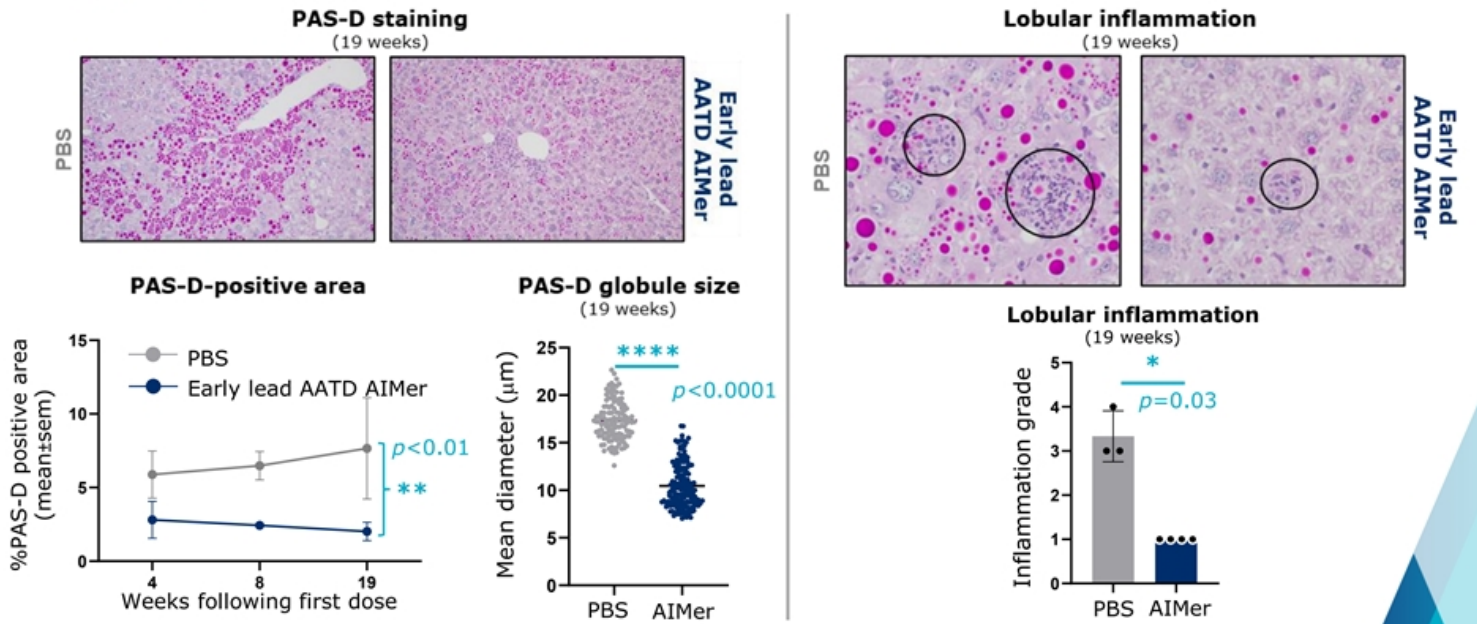 PAS-D staining
(19 weeks)
PBS
Early lead
AATD AIMer
PAS-D-positive area
15
10
5
0
%PAS-D positive area
(mean±sem)
PBS
Early lead AATD AIMer
p<0.01
**
4
8
19
Weeks following first dose
PAS-D globule size
(19 weeks)
25
20
15
10
5
0
Mean diameter (μm)
****
p<0.0001
PBS
AIMer
Lobular inflammation
(19 weeks)
PBS
Early lead
AATD AIMer
Lobular inflammation
(19 weeks)
5
4
3
2
1
0
Inflammation grade
*
p=0.03
PBS
AIMer